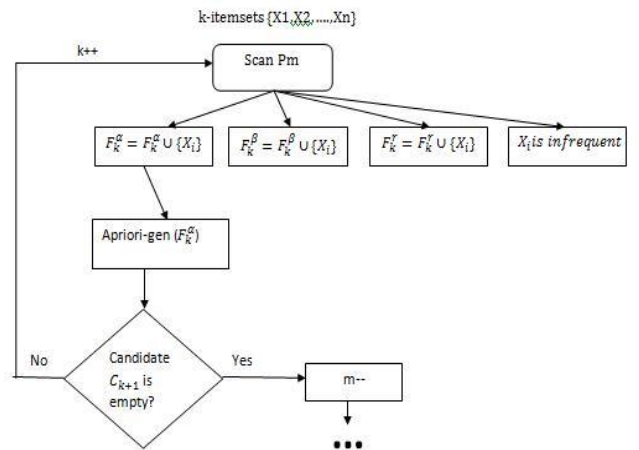 k-itemsets {X1,X2,....,Xn}
k++
Scan Pm
F_k^α = F_k^α ∪ {X_i}
F_k^β = F_k^β ∪ {X_i}
F_k^γ = F_k^γ ∪ {X_i}
X_i is infrequent
Apriori-gen (F_k^α)
No
Candidate
C_{k+1} is
empty?
Yes
m--
•••